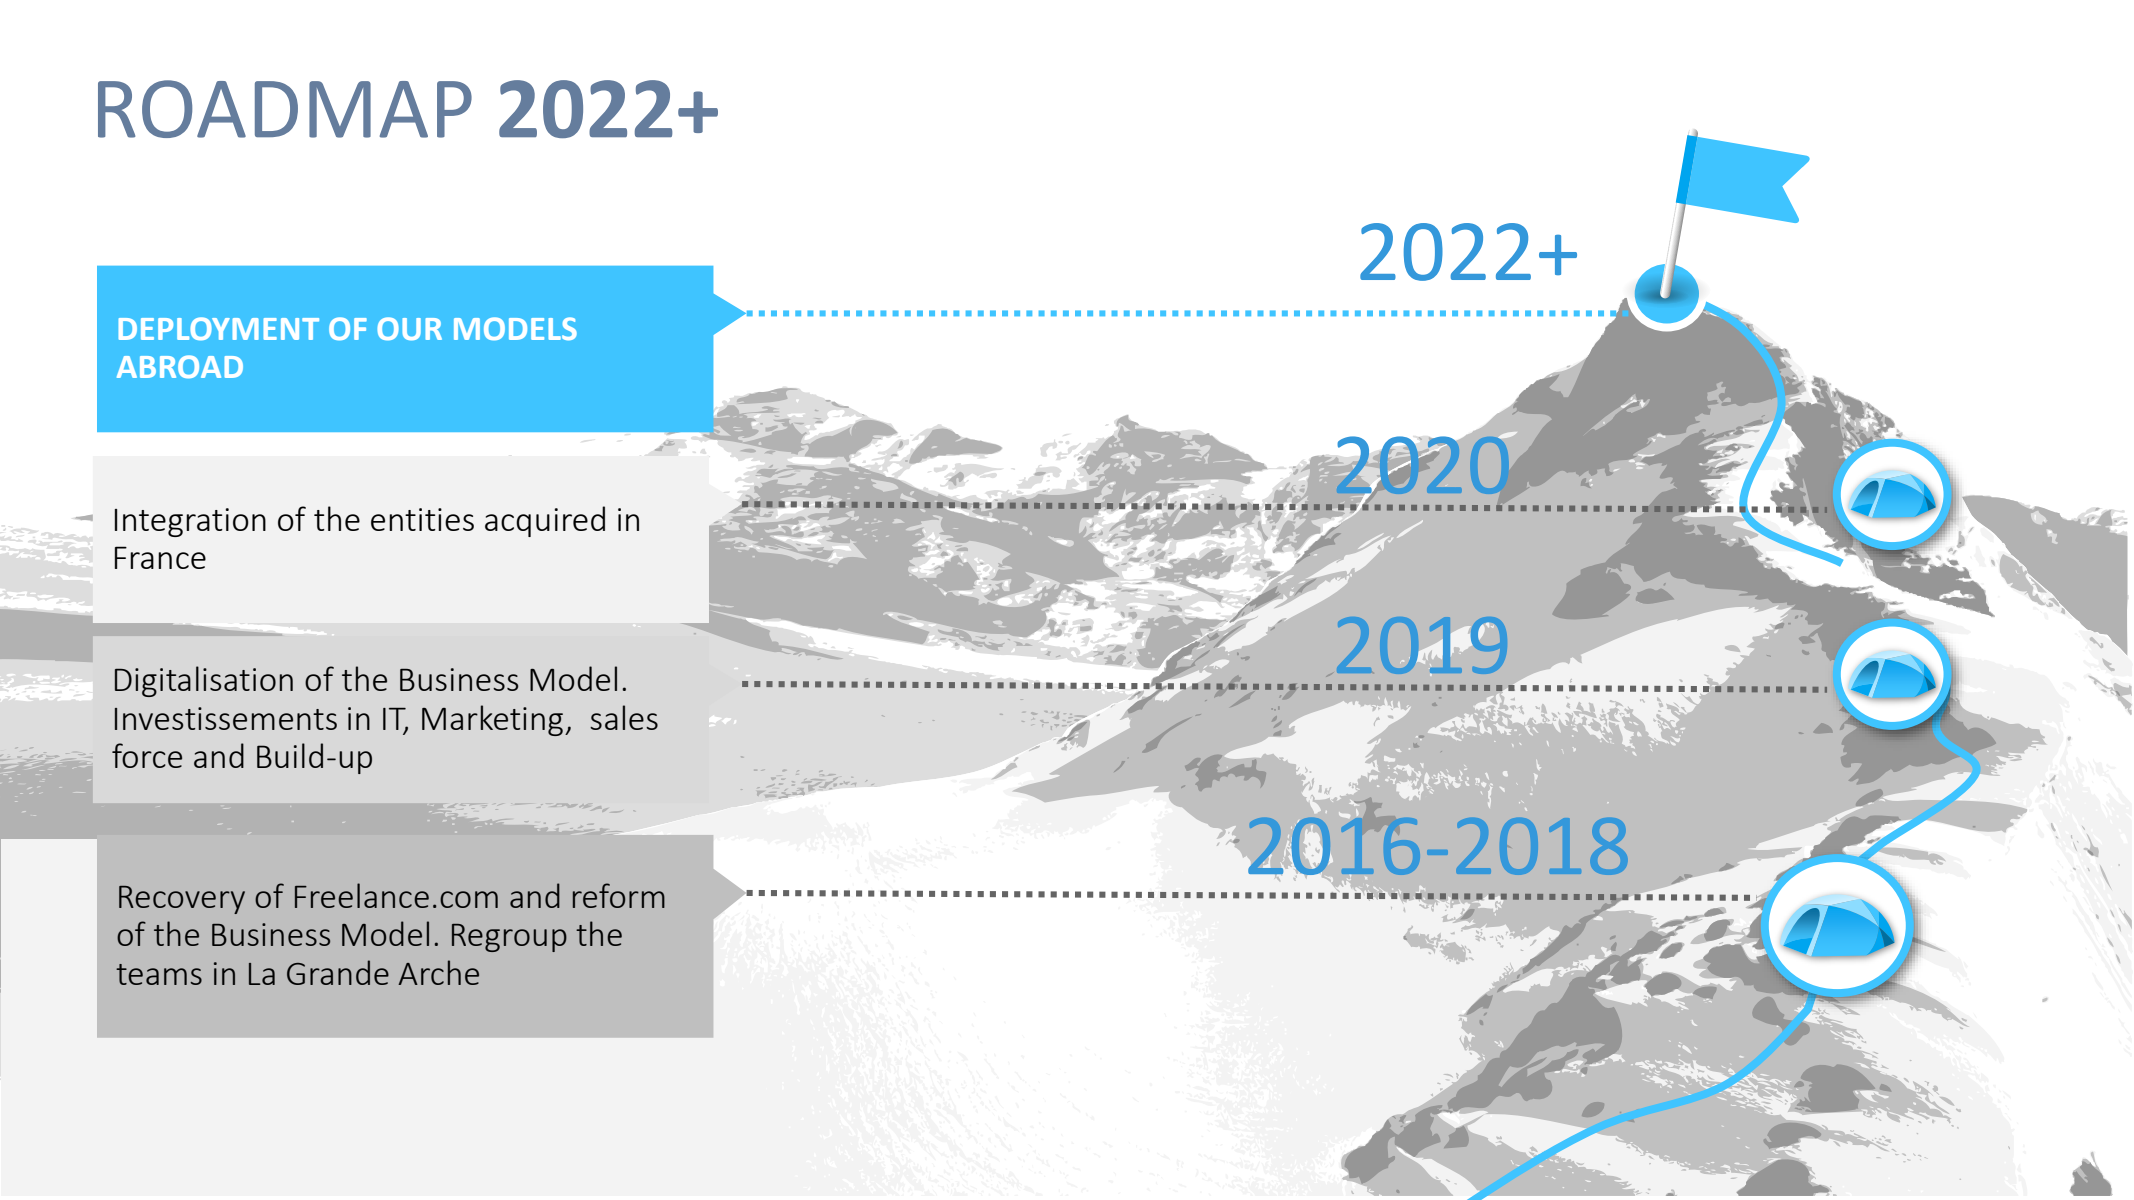 ROADMAP 2022+
2022+
DEPLOYMENT OF OUR MODELS
ABROAD
2020
Integration of the entities acquired in
France
2019
Digitalisation of the Business Model.
Investissements in IT, Marketing,  sales
force and Build-up
2016-2018
Recovery of Freelance.com and reform
of the Business Model. Regroup the
teams in La Grande Arche